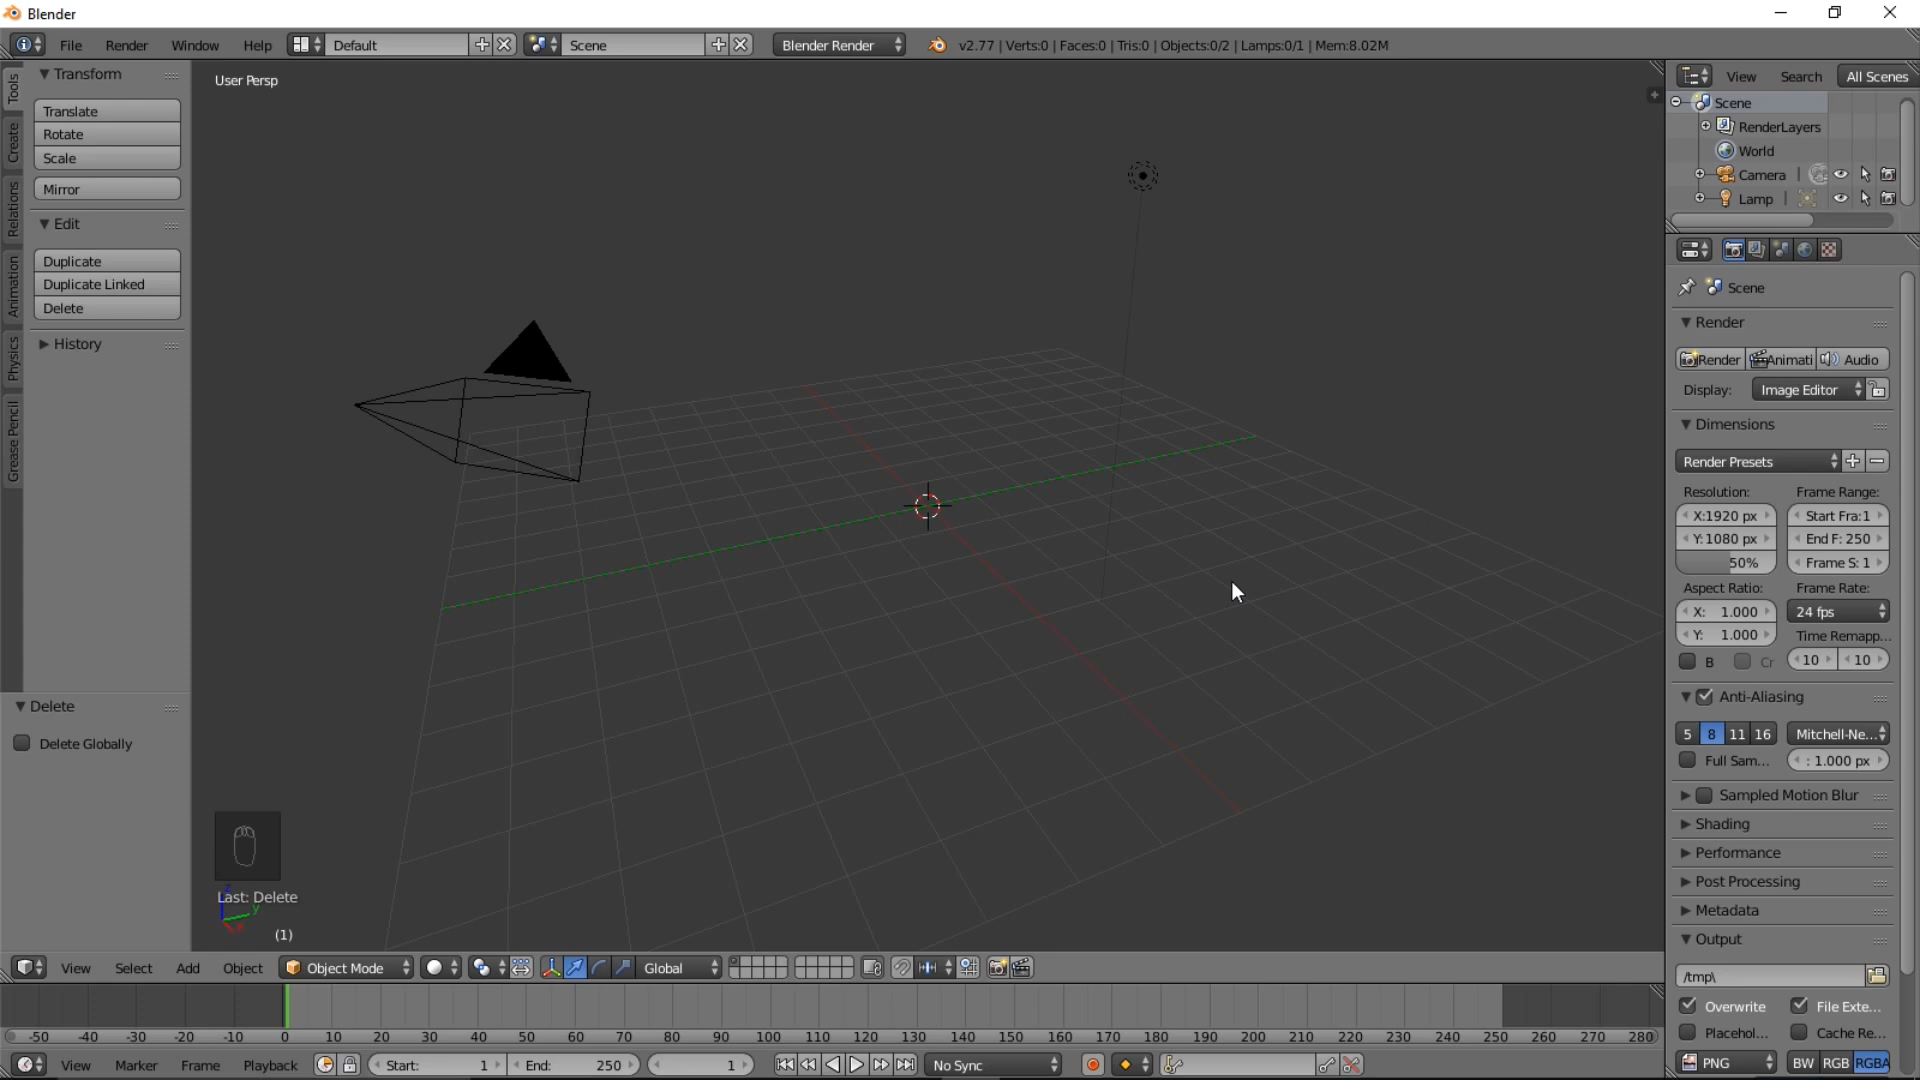 Blender
File Render Window Help Default Scene Blender Render v2.77 | Verts:0 | Faces:0 | Tris:0 | Objects:0/2 | Lamps:0/1 | Mem:8.02M
Tools
Create
Relations
Animation
Physics
Grease Pencil
Transform
Translate
Rotate
Scale
Mirror
Edit
Duplicate
Duplicate Linked
Delete
History
Delete
Delete Globally
User Persp
Last: Delete
z
y
x
(1)
View Search All Scenes
Scene
RenderLayers
World
Camera |
Lamp |
Scene
Render
Render Animati Audio
Display: Image Editor
Dimensions
Render Presets
Resolution: Frame Range:
X:1920 px Start Fra:1
Y:1080 px End F: 250
50% Frame S: 1
Aspect Ratio: Frame Rate:
X: 1.000 24 fps
Y: 1.000 Time Remapp...
B Cr 10 10
Anti-Aliasing
5 8 11 16 Mitchell-Ne...
Full Sam... : 1.000 px
Sampled Motion Blur
Shading
Performance
Post Processing
Metadata
Output
/tmp\
Overwrite File Exte...
Placehol... Cache Re...
PNG BW RGB RGBA
View Select Add Object Object Mode Global
-50 -40 -30 -20 -10 0 10 20 30 40 50 60 70 80 90 100 110 120 130 140 150 160 170 180 190 200 210 220 230 240 250 260 270 280
View Marker Frame Playback Start: 1 End: 250 1 No Sync